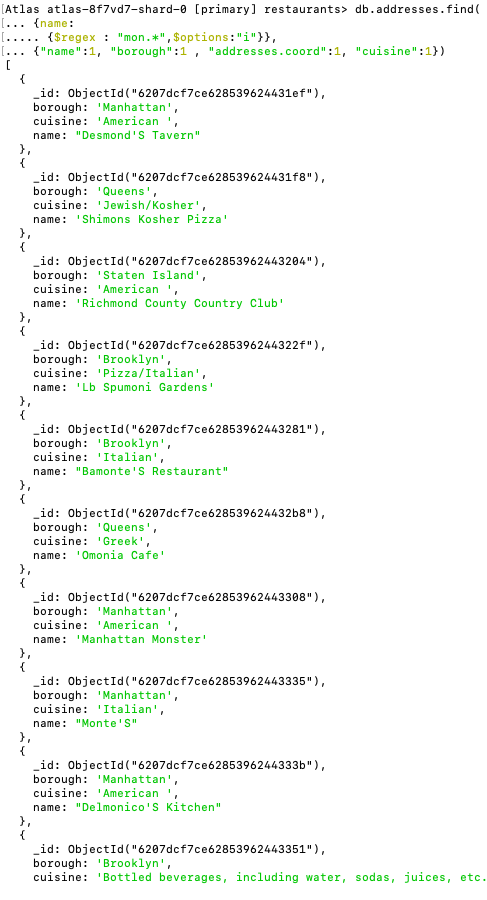 [Atlas atlas-8f7vd7-shard-0 [primary] restaurants> db.addresses.find(
[... {name:
[..... {$regex : "mon.*",$options:"i"}},
[... {"name":1, "borough":1 , "addresses.coord":1, "cuisine":1})
[
{
_id: ObjectId("6207dcf7ce628539624431ef"),
borough: 'Manhattan',
cuisine: 'American ',
name: "Desmond'S Tavern"
},
{
_id: ObjectId("6207dcf7ce628539624431f8"),
borough: 'Queens',
cuisine: 'Jewish/Kosher',
name: 'Shimons Kosher Pizza'
},
{
_id: ObjectId("6207dcf7ce62853962443204"),
borough: 'Staten Island',
cuisine: 'American ',
name: 'Richmond County Country Club'
},
{
_id: ObjectId("6207dcf7ce6285396244322f"),
borough: 'Brooklyn',
cuisine: 'Pizza/Italian',
name: 'Lb Spumoni Gardens'
},
{
_id: ObjectId("6207dcf7ce62853962443281"),
borough: 'Brooklyn',
cuisine: 'Italian',
name: "Bamonte'S Restaurant"
},
{
_id: ObjectId("6207dcf7ce628539624432b8"),
borough: 'Queens',
cuisine: 'Greek',
name: 'Omonia Cafe'
},
{
_id: ObjectId("6207dcf7ce62853962443308"),
borough: 'Manhattan',
cuisine: 'American ',
name: 'Manhattan Monster'
},
{
_id: ObjectId("6207dcf7ce62853962443335"),
borough: 'Manhattan',
cuisine: 'Italian',
name: "Monte'S"
},
{
_id: ObjectId("6207dcf7ce6285396244333b"),
borough: 'Manhattan',
cuisine: 'American ',
name: "Delmonico'S Kitchen"
},
{
_id: ObjectId("6207dcf7ce62853962443351"),
borough: 'Brooklyn',
cuisine: 'Bottled beverages, including water, sodas, juices, etc.